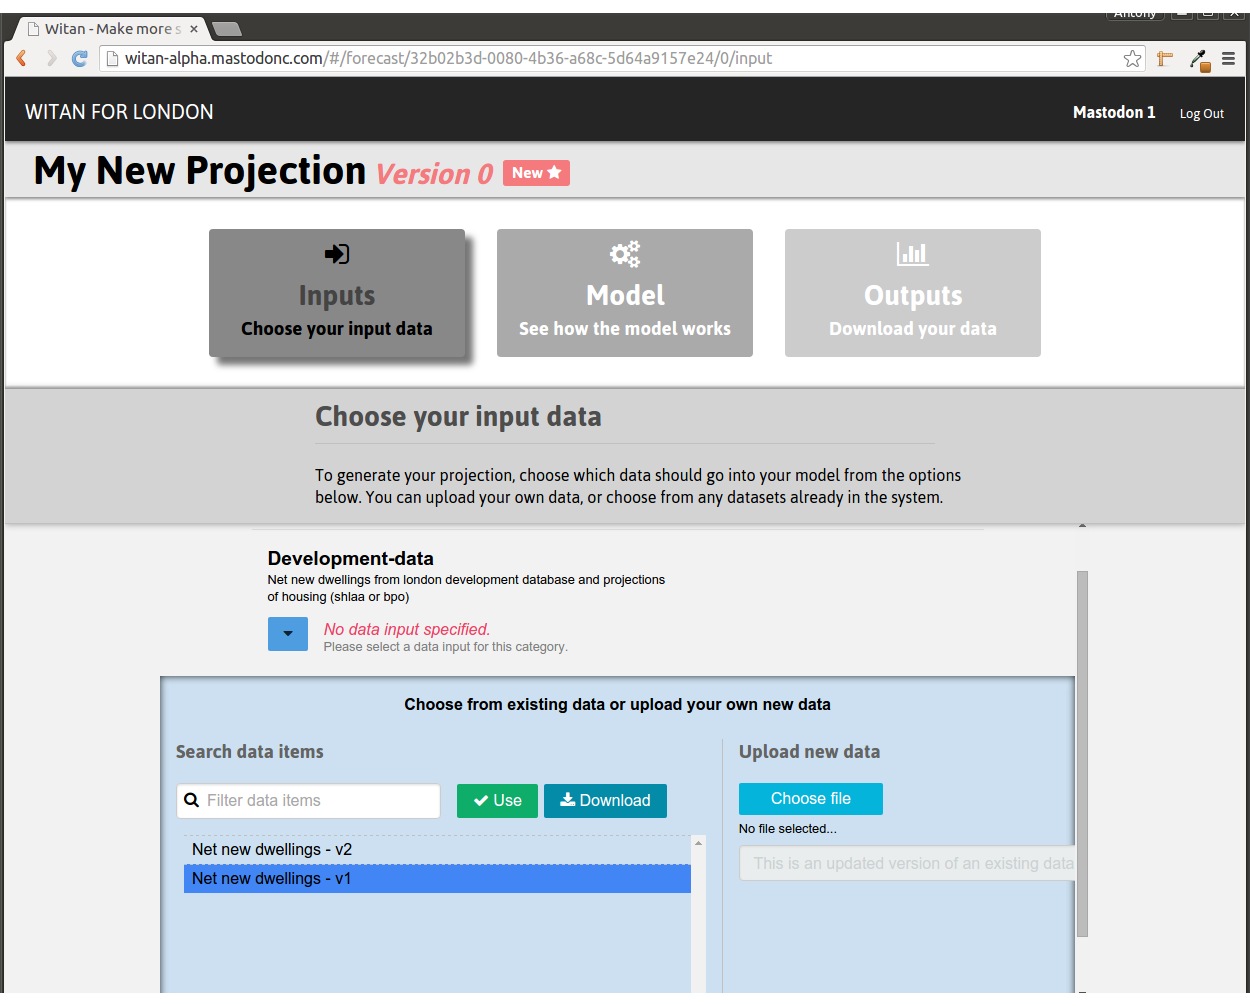 Antony
Witan - Make more s
witan-alpha.mastodonc.com/#/forecast/32b02b3d-0080-4b36-a68c-5d64a9157e24/0/input
WITAN FOR LONDON
Mastodon 1
Log Out
My New Projection Version 0 New
Inputs
Choose your input data
Model
See how the model works
Outputs
Download your data
Choose your input data
To generate your projection, choose which data should go into your model from the options
below. You can upload your own data, or choose from any datasets already in the system.
Development-data
Net new dwellings from london development database and projections
of housing (shlaa or bpo)
No data input specified.
Please select a data input for this category.
Choose from existing data or upload your own new data
Search data items
Filter data items
Use
Download
Net new dwellings - v2
Net new dwellings - v1
Upload new data
Choose file
No file selected...
This is an updated version of an existing data